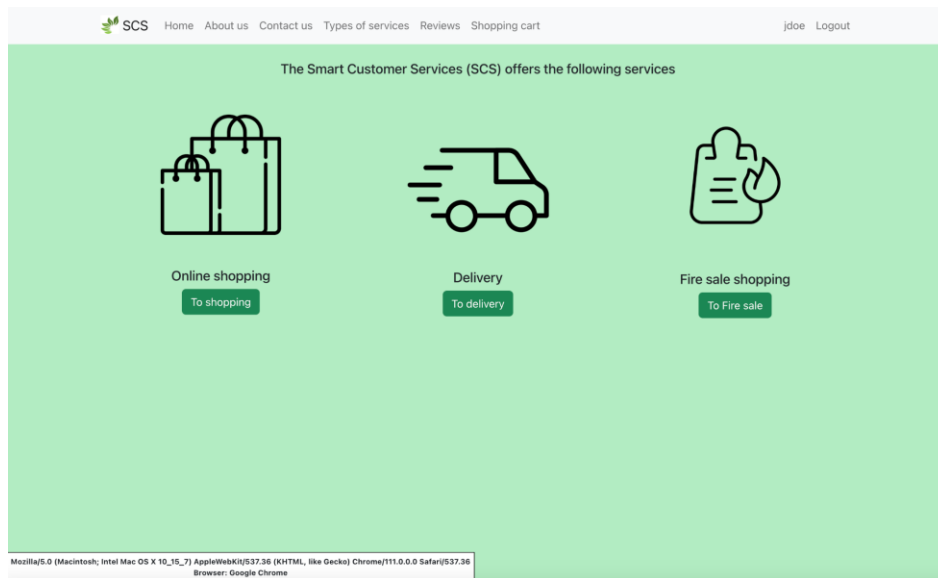 SCS Home About us Contact us Types of services Reviews Shopping cart jdoe Logout
The Smart Customer Services (SCS) offers the following services
Online shopping Delivery Fire sale shopping
To shopping To delivery To Fire sale
Mozilla/5.0 (Macintosh; Intel Mac OS X 10_15_7) AppleWebKit/537.36 (KHTML, like Gecko) Chrome/111.0.0.0 Safari/537.36
Browser: Google Chrome